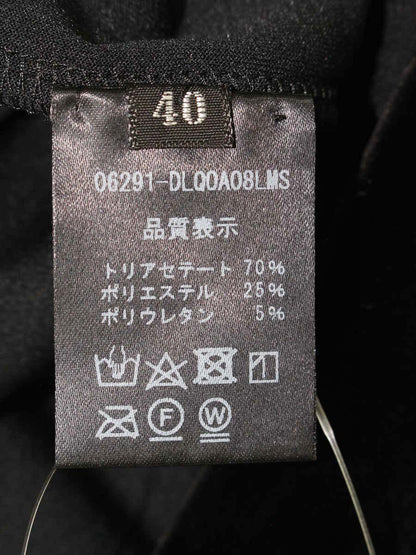 40
06291-DLQOA08LMS
品質表示
トリアセテート 70%
ポリエステル 25%
ポリウレタン 5%
F W